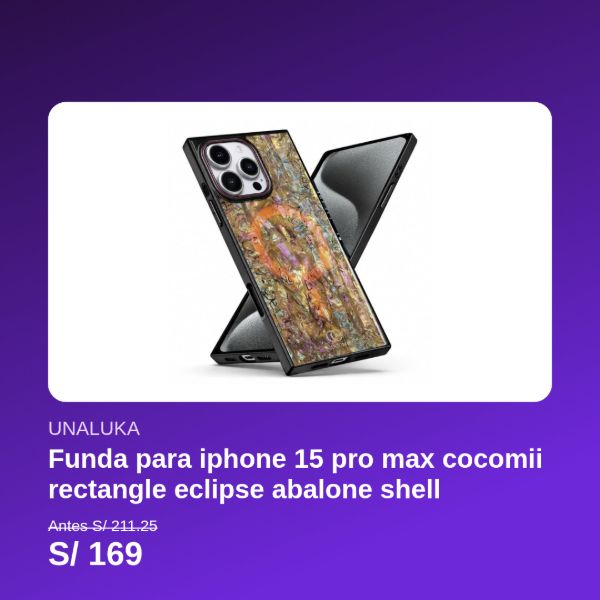 UNALUKA
Funda para iphone 15 pro max cocomii
rectangle eclipse abalone shell
Antes S/ 211.25
S/ 169